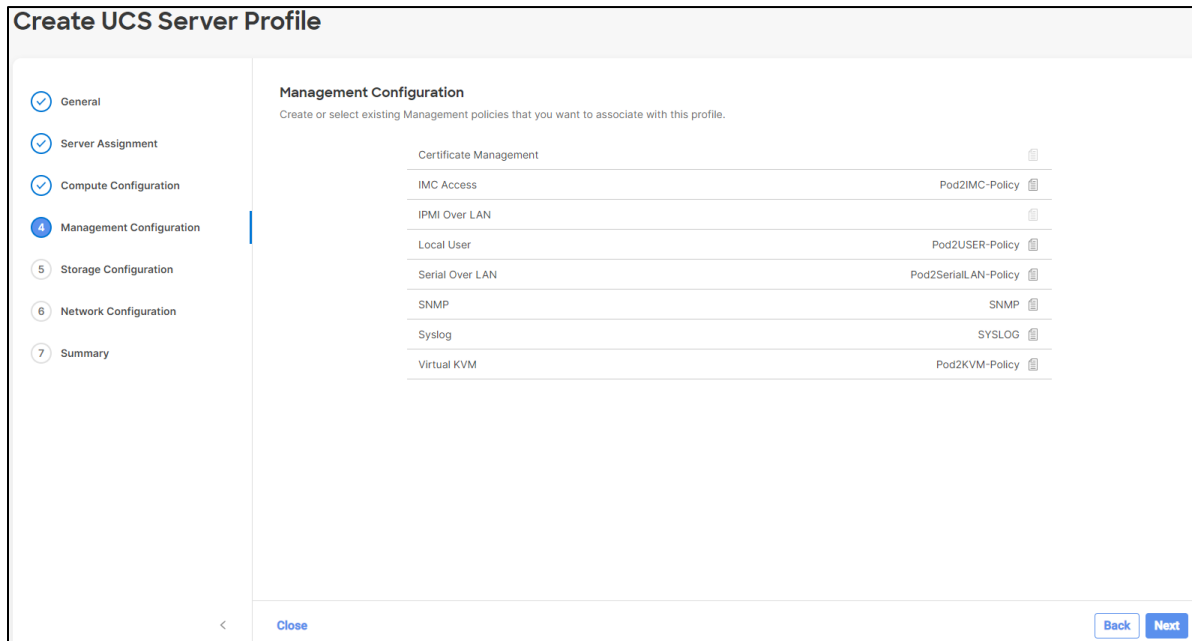 Create UCS Server Profile
General
Server Assignment
Compute Configuration
4 Management Configuration
5 Storage Configuration
6 Network Configuration
7 Summary
Management Configuration
Create or select existing Management policies that you want to associate with this profile.
Certificate Management
IMC Access Pod2IMC-Policy
IPMI Over LAN
Local User Pod2USER-Policy
Serial Over LAN Pod2SerialLAN-Policy
SNMP SNMP
Syslog SYSLOG
Virtual KVM Pod2KVM-Policy
Close Back Next